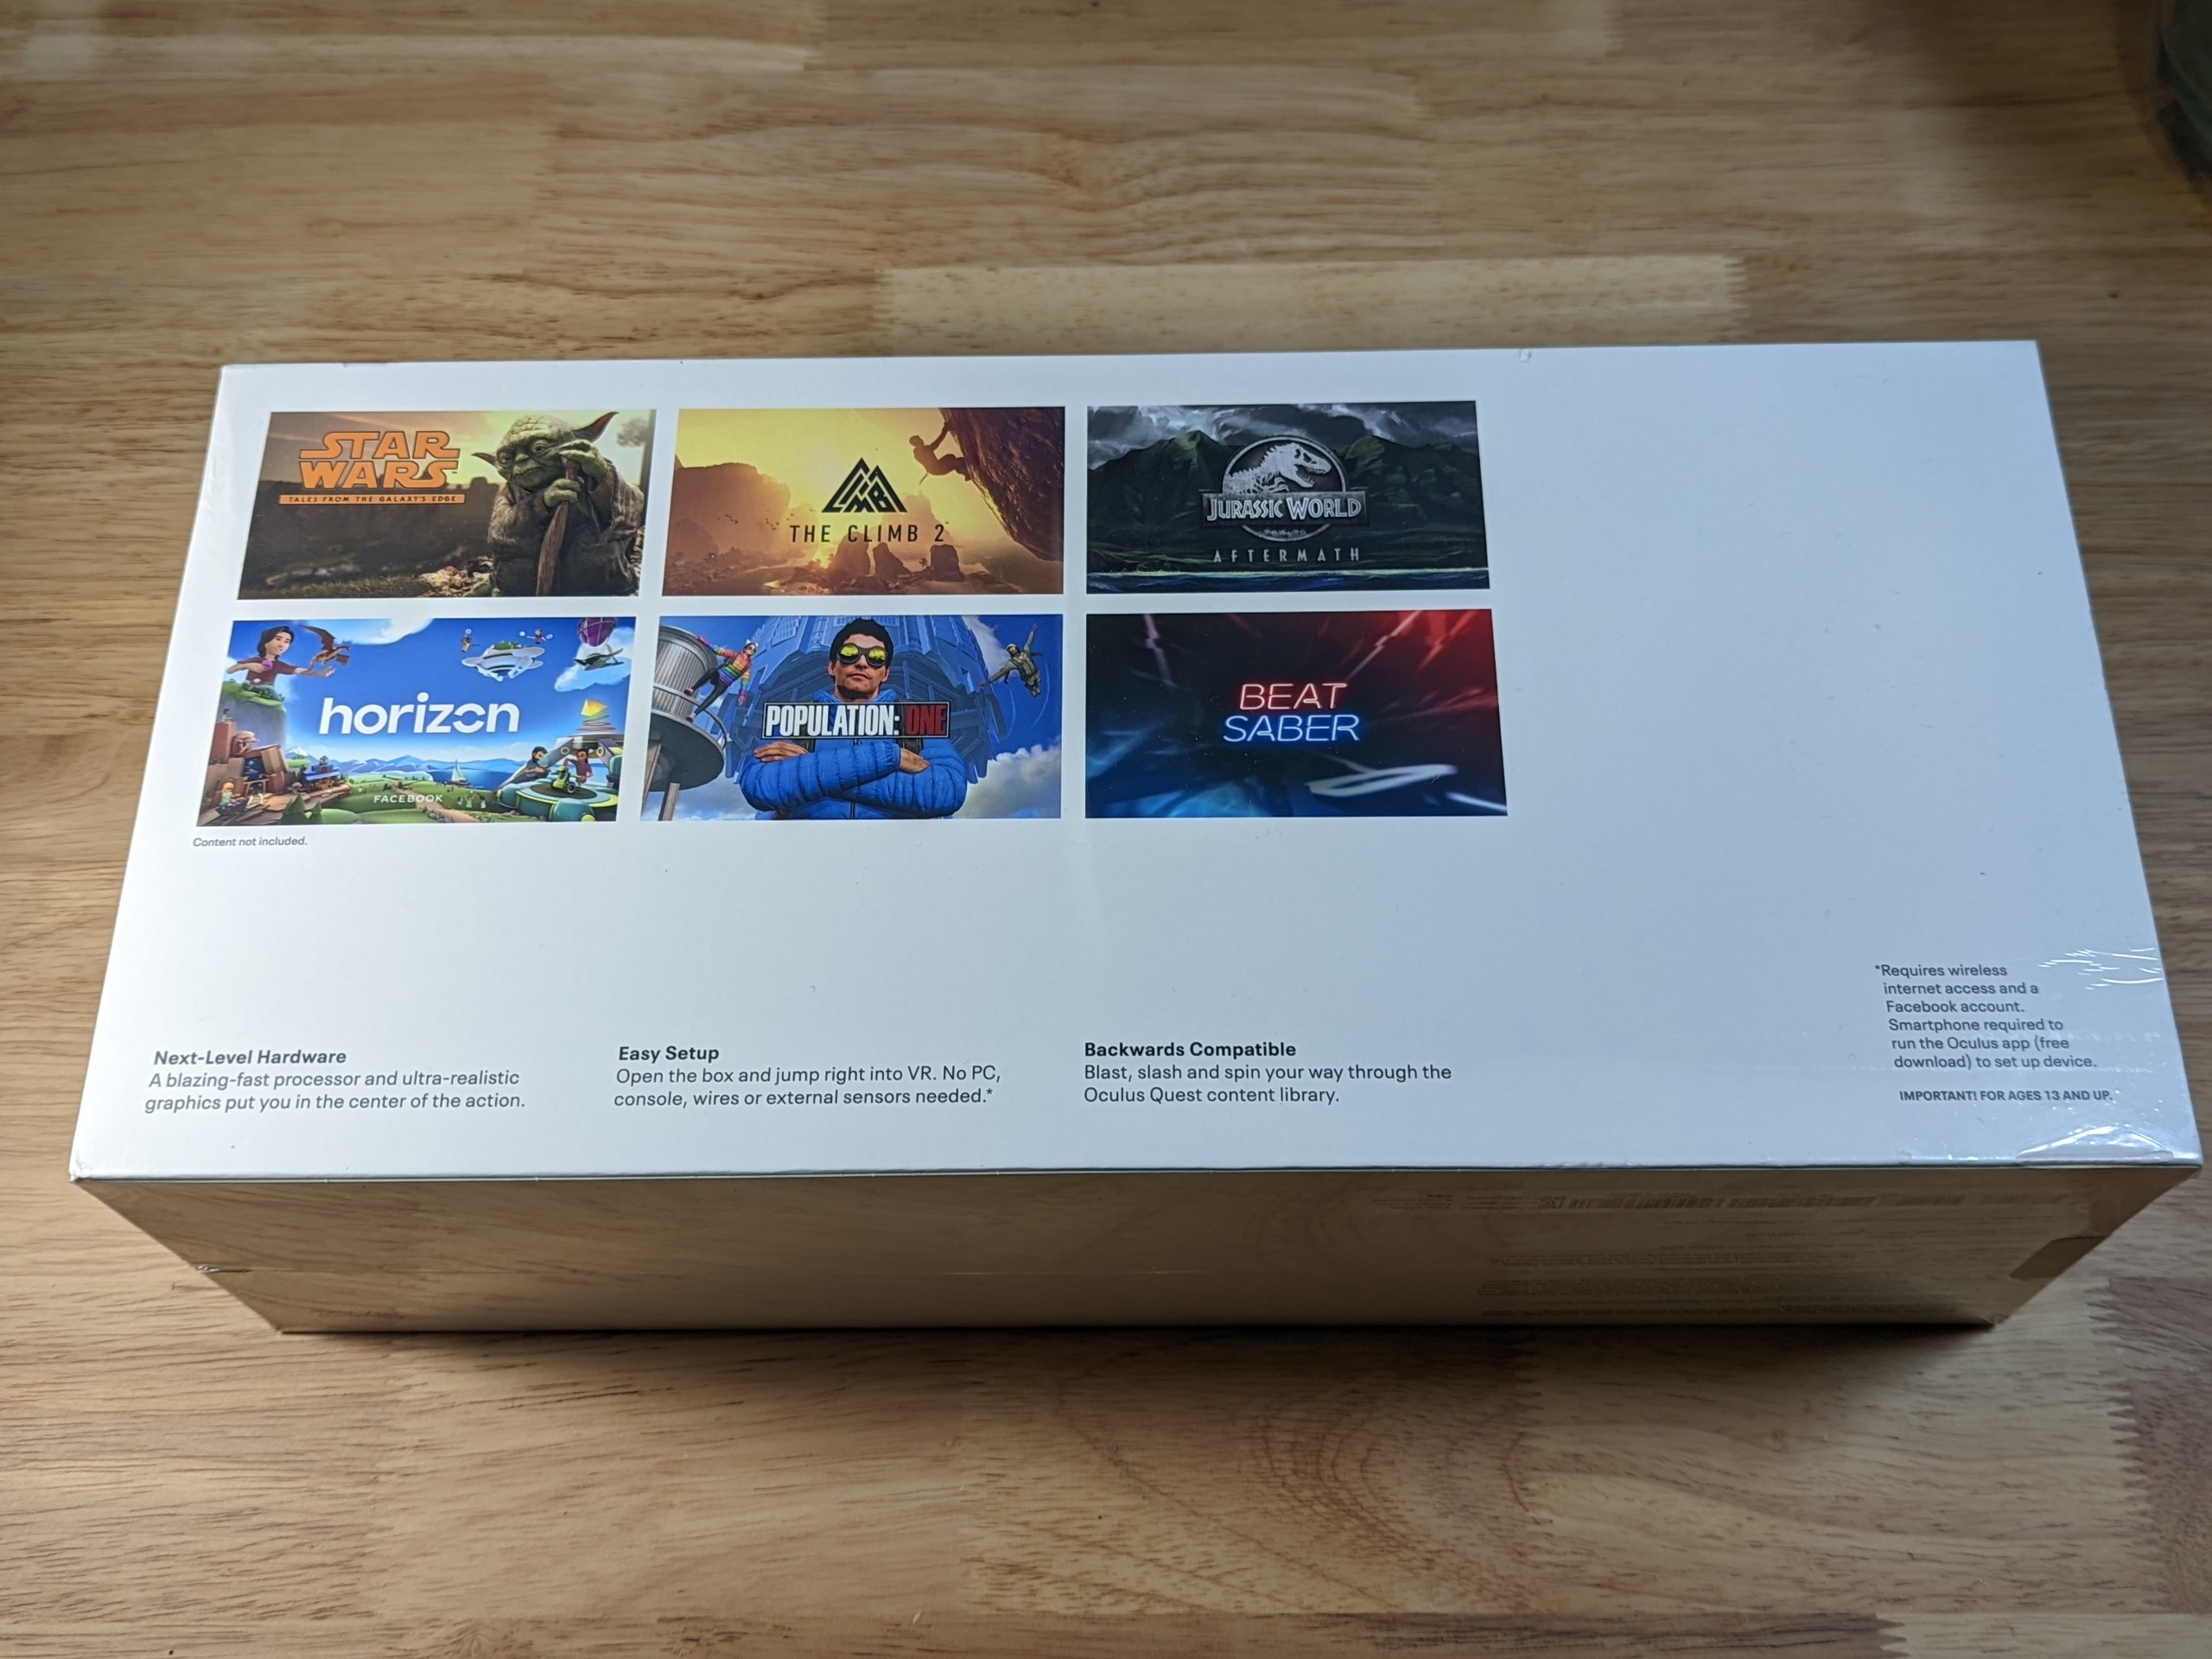 STAR
WARS
TALES FROM THE GALAXY'S EDGE
CLIMB
THE CLIMB 2
JURASSIC WORLD
AFTERMATH
horizon
FACEBOOK
POPULATION: ONE
BEAT
SABER
Content not included.
Next-Level Hardware
A blazing-fast processor and ultra-realistic
graphics put you in the center of the action.
Easy Setup
Open the box and jump right into VR. No PC,
console, wires or external sensors needed.*
Backwards Compatible
Blast, slash and spin your way through the
Oculus Quest content library.
*Requires wireless
internet access and a
Facebook account.
Smartphone required to
run the Oculus app (free
download) to set up device.
IMPORTANT! FOR AGES 13 AND UP.